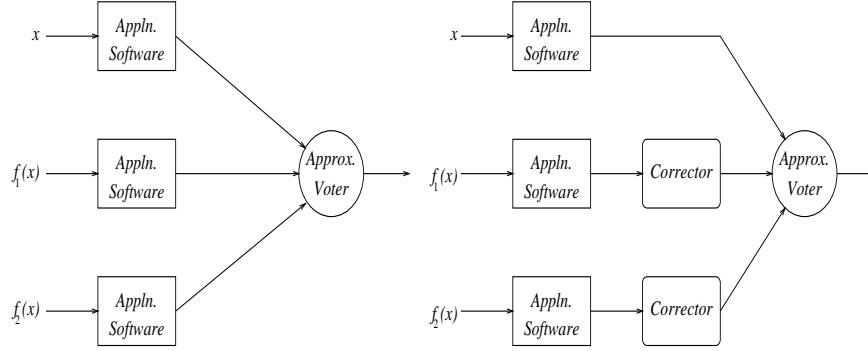 x
Appln.
Software
f1(x)
Appln.
Software
Approx.
Voter
f2(x)
Appln.
Software
x
Appln.
Software
f1(x)
Appln.
Software
Corrector
Approx.
Voter
f2(x)
Appln.
Software
Corrector